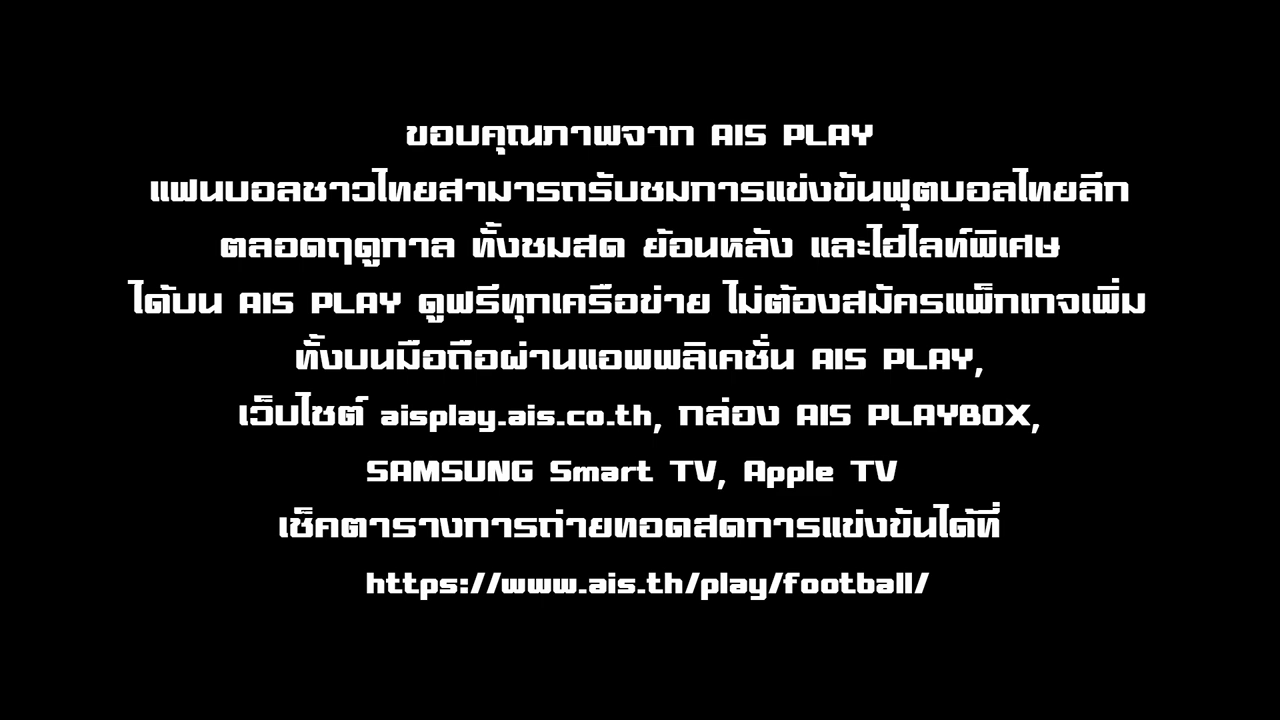 ขอบคุณภาพจาก AIS PLAY
แฟนบอลชาวไทยสามารถรับชมการแข่งขันฟุตบอลไทยลีก
ตลอดฤดูกาล ทั้งชมสด ย้อนหลัง และไฮไลท์พิเศษ
ได้บน AIS PLAY ดูฟรีทุกเครือข่าย ไม่ต้องสมัครแพ็กเกจเพิ่ม
ทั้งบนมือถือผ่านแอพพลิเคชั่น AIS PLAY,
เว็บไซต์ aisplay.ais.co.th, กล่อง AIS PLAYBOX,
SAMSUNG Smart TV, Apple TV
เช็คตารางการถ่ายทอดสดการแข่งขันได้ที่
https://www.ais.th/play/football/